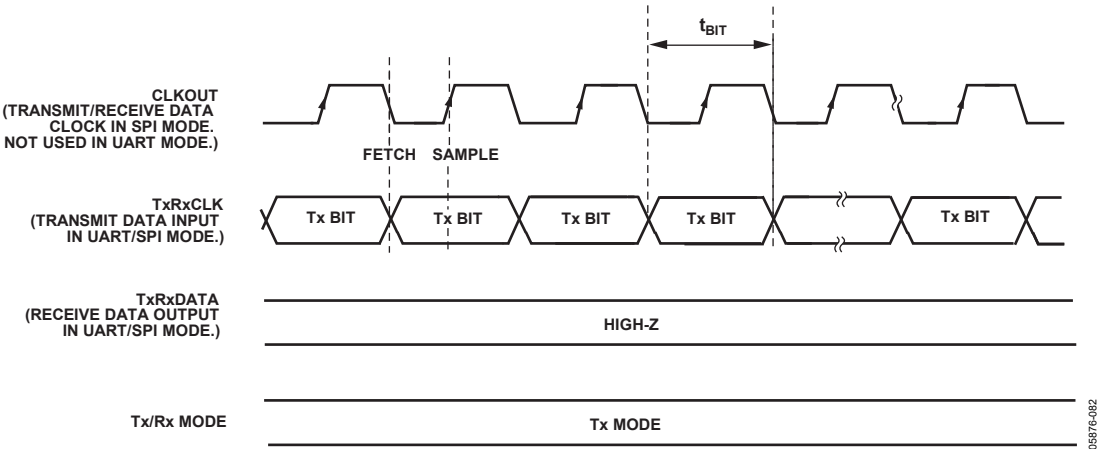 tBIT
CLKOUT
(TRANSMIT/RECEIVE DATA
CLOCK IN SPI MODE.
NOT USED IN UART MODE.)
FETCH SAMPLE
TxRxCLK
(TRANSMIT DATA INPUT
IN UART/SPI MODE.)
Tx BIT Tx BIT Tx BIT Tx BIT Tx BIT
TxRxDATA
(RECEIVE DATA OUTPUT
IN UART/SPI MODE.)
HIGH-Z
Tx/Rx MODE
Tx MODE
05876-082